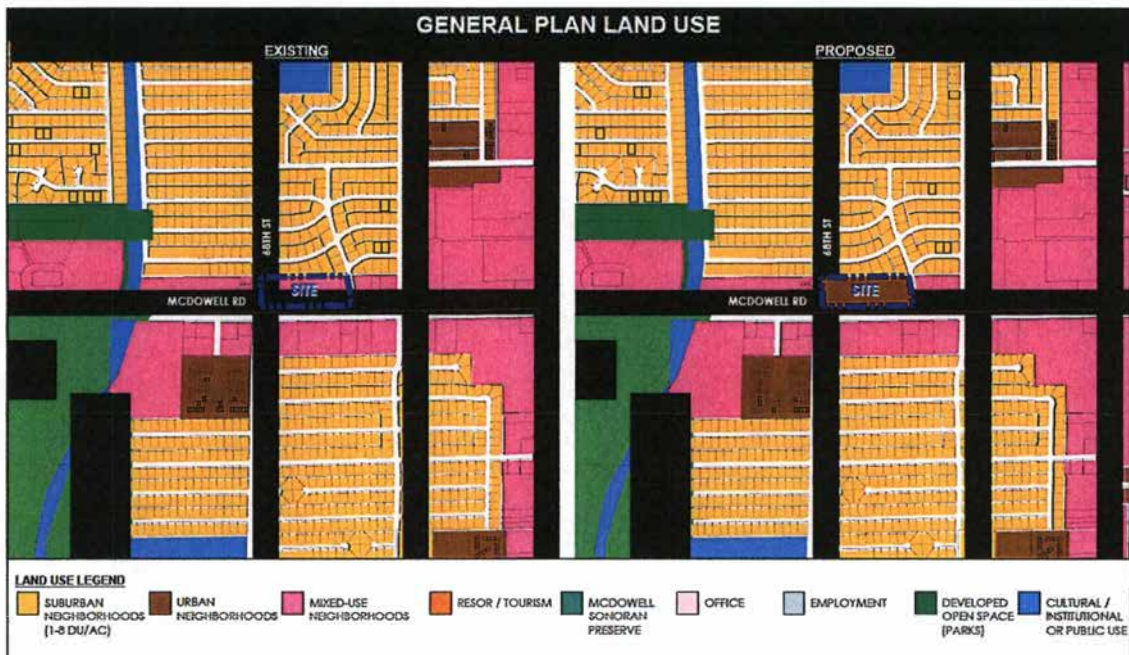 GENERAL PLAN LAND USE
EXISTING
PROPOSED
68TH ST
SITE
MCDOWELL RD
68TH ST
SITE
MCDOWELL RD
LAND USE LEGEND
SUBURBAN
NEIGHBORHOODS
(1-8 DU/AC)
URBAN
NEIGHBORHOODS
MIXED-USE
NEIGHBORHOODS
RESOR / TOURISM
MCDOWELL
SONORAN
PRESERVE
OFFICE
EMPLOYMENT
DEVELOPED
OPEN SPACE
(PARKS)
CULTURAL /
INSTITUTIONAL
OR PUBLIC USE